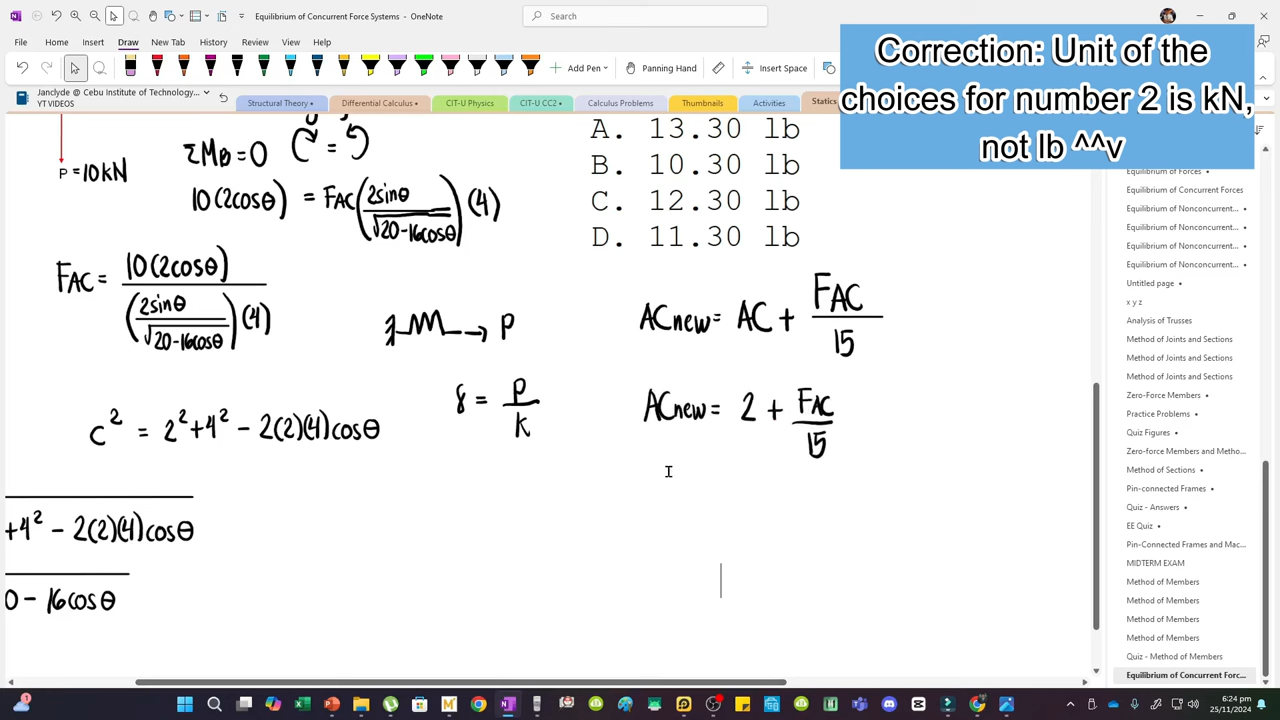 Equilibrium of Concurrent Force Systems - OneNote
Search
File Home Insert Draw New Tab History Review View Help
Add Pen
Panning Hand
Insert Space
Janclyde @ Cebu Institute of Technology...
YT VIDEOS
Structural Theory
Differential Calculus
CIT-U Physics
CIT-U CC2
Calculus Problems
Thumbnails
Activities
Statics
Correction: Unit of the
choices for number 2 is kN,
not lb ^^v
P = 10 kN
ΣMB = 0
10(2cosθ) = FAC(2sinθ/√20-16cosθ)(4)
A. 13.30 lb
B. 10.30 lb
C. 12.30 lb
D. 11.30 lb
FAC = 10(2cosθ)/((2sinθ/√20-16cosθ)(4))
P
δ = P/k
ACnew = AC + FAC/15
ACnew = 2 + FAC/15
c² = 2²+4² - 2(2)(4)cosθ
+4² - 2(2)(4)cosθ
0 - 16cosθ
Equilibrium of Forces
Equilibrium of Concurrent Forces
Equilibrium of Nonconcurrent...
Equilibrium of Nonconcurrent...
Equilibrium of Nonconcurrent...
Equilibrium of Nonconcurrent...
Untitled page
x y z
Analysis of Trusses
Method of Joints and Sections
Method of Joints and Sections
Method of Joints and Sections
Zero-Force Members
Practice Problems
Quiz Figures
Zero-force Members and Metho...
Method of Sections
Pin-connected Frames
Quiz - Answers
EE Quiz
Pin-Connected Frames and Mac...
MIDTERM EXAM
Method of Members
Method of Members
Method of Members
Method of Members
Quiz - Method of Members
Equilibrium of Concurrent Forc...
6:24 pm
25/11/2024